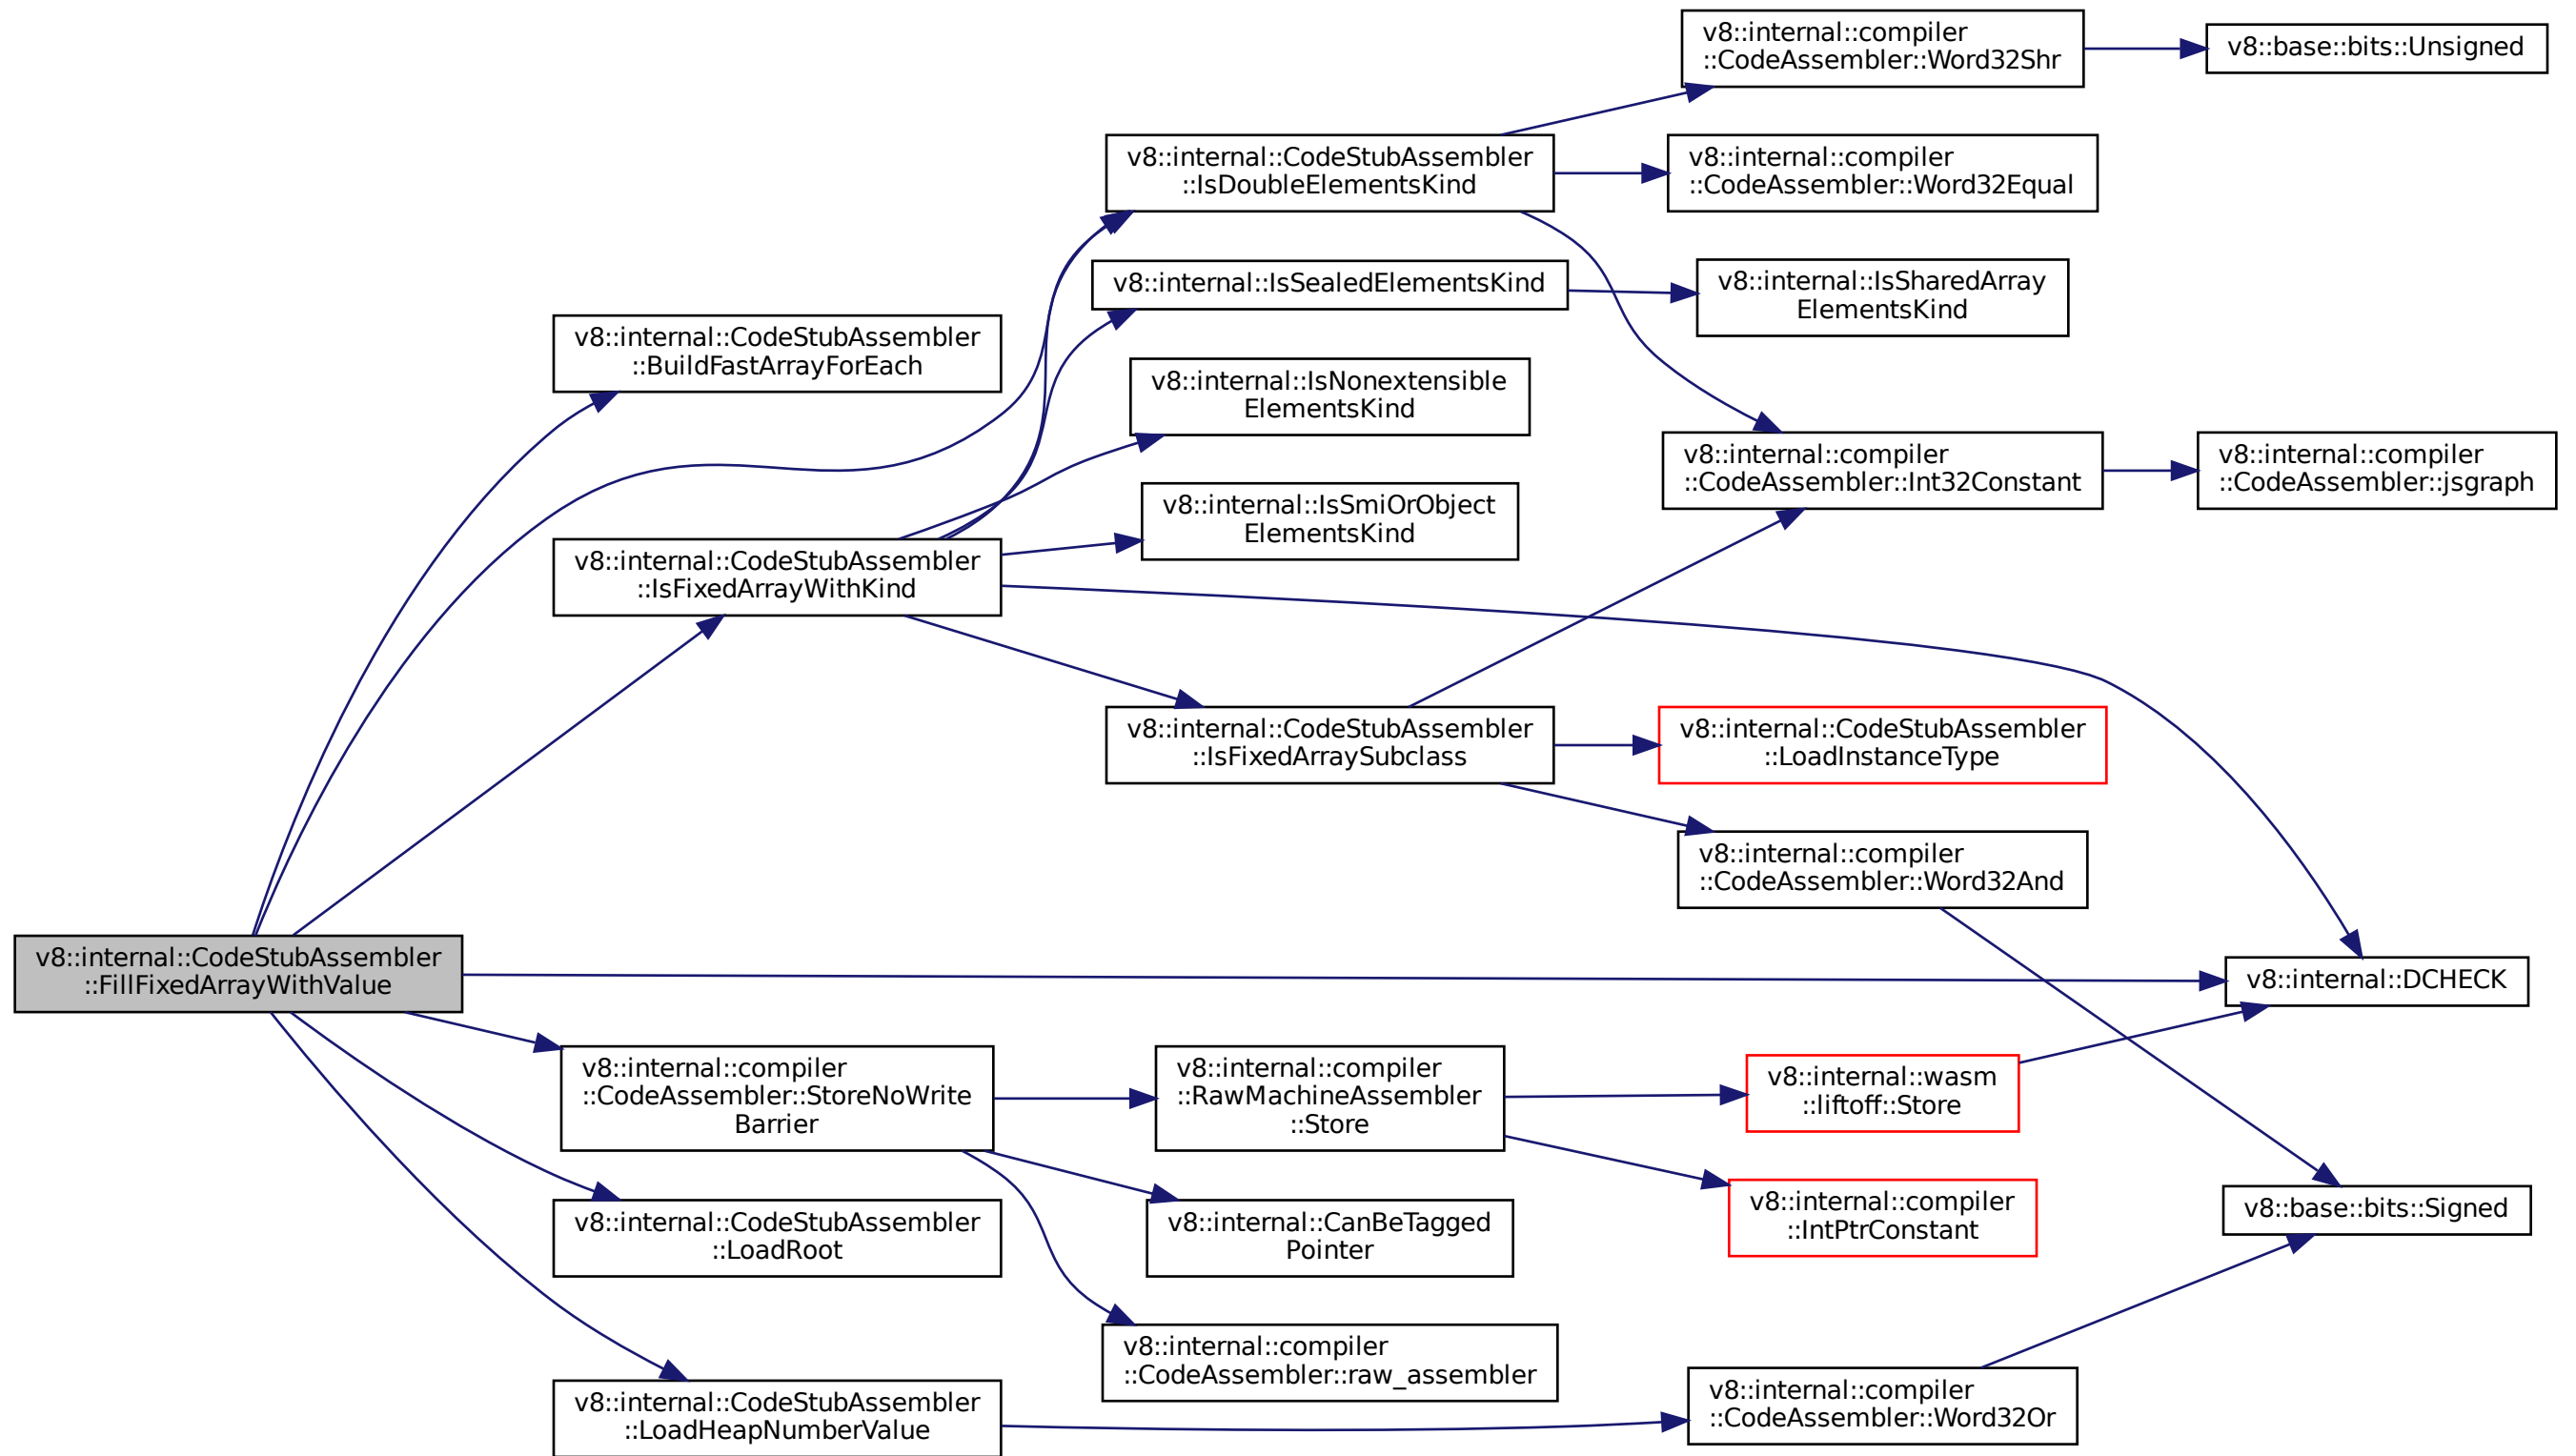 v8::internal::compiler
::CodeAssembler::Word32Shr
v8::base::bits::Unsigned
v8::internal::CodeStubAssembler
::IsDoubleElementsKind
v8::internal::compiler
::CodeAssembler::Word32Equal
v8::internal::IsSealedElementsKind
v8::internal::IsSharedArray
ElementsKind
v8::internal::CodeStubAssembler
::BuildFastArrayForEach
v8::internal::IsNonextensible
ElementsKind
v8::internal::compiler
::CodeAssembler::Int32Constant
v8::internal::compiler
::CodeAssembler::jsgraph
v8::internal::IsSmiOrObject
ElementsKind
v8::internal::CodeStubAssembler
::IsFixedArrayWithKind
v8::internal::CodeStubAssembler
::IsFixedArraySubclass
v8::internal::CodeStubAssembler
::LoadInstanceType
v8::internal::compiler
::CodeAssembler::Word32And
v8::internal::CodeStubAssembler
::FillFixedArrayWithValue
v8::internal::DCHECK
v8::internal::compiler
::CodeAssembler::StoreNoWrite
Barrier
v8::internal::compiler
::RawMachineAssembler
::Store
v8::internal::wasm
::liftoff::Store
v8::internal::CodeStubAssembler
::LoadRoot
v8::internal::CanBeTagged
Pointer
v8::internal::compiler
::IntPtrConstant
v8::base::bits::Signed
v8::internal::compiler
::CodeAssembler::raw_assembler
v8::internal::CodeStubAssembler
::LoadHeapNumberValue
v8::internal::compiler
::CodeAssembler::Word32Or